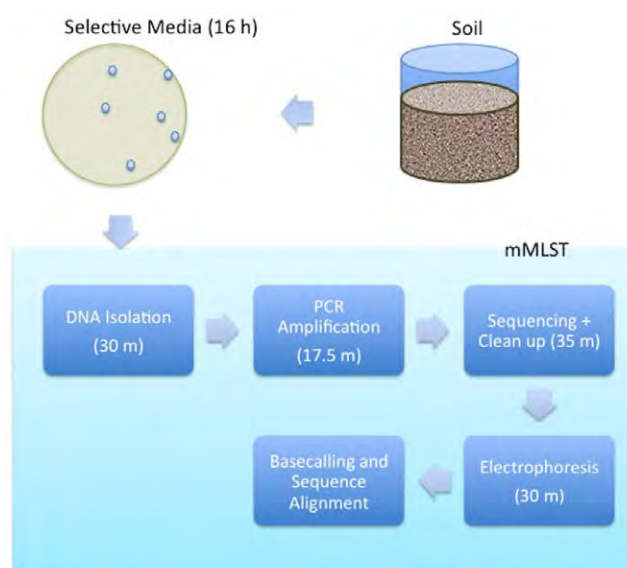 Selective Media (16 h)
Soil
mMLST
DNA Isolation
(30 m)
PCR
Amplification
(17.5 m)
Sequencing +
Clean up (35 m)
Basecalling and
Sequence
Alignment
Electrophoresis
(30 m)